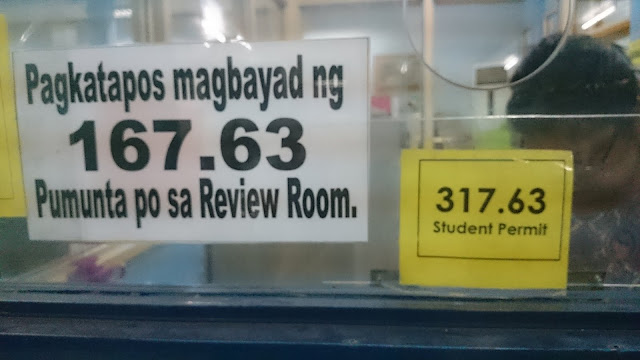 Pagkatapos magbayad ng
167.63
Pumunta po sa Review Room.
317.63
Student Permit